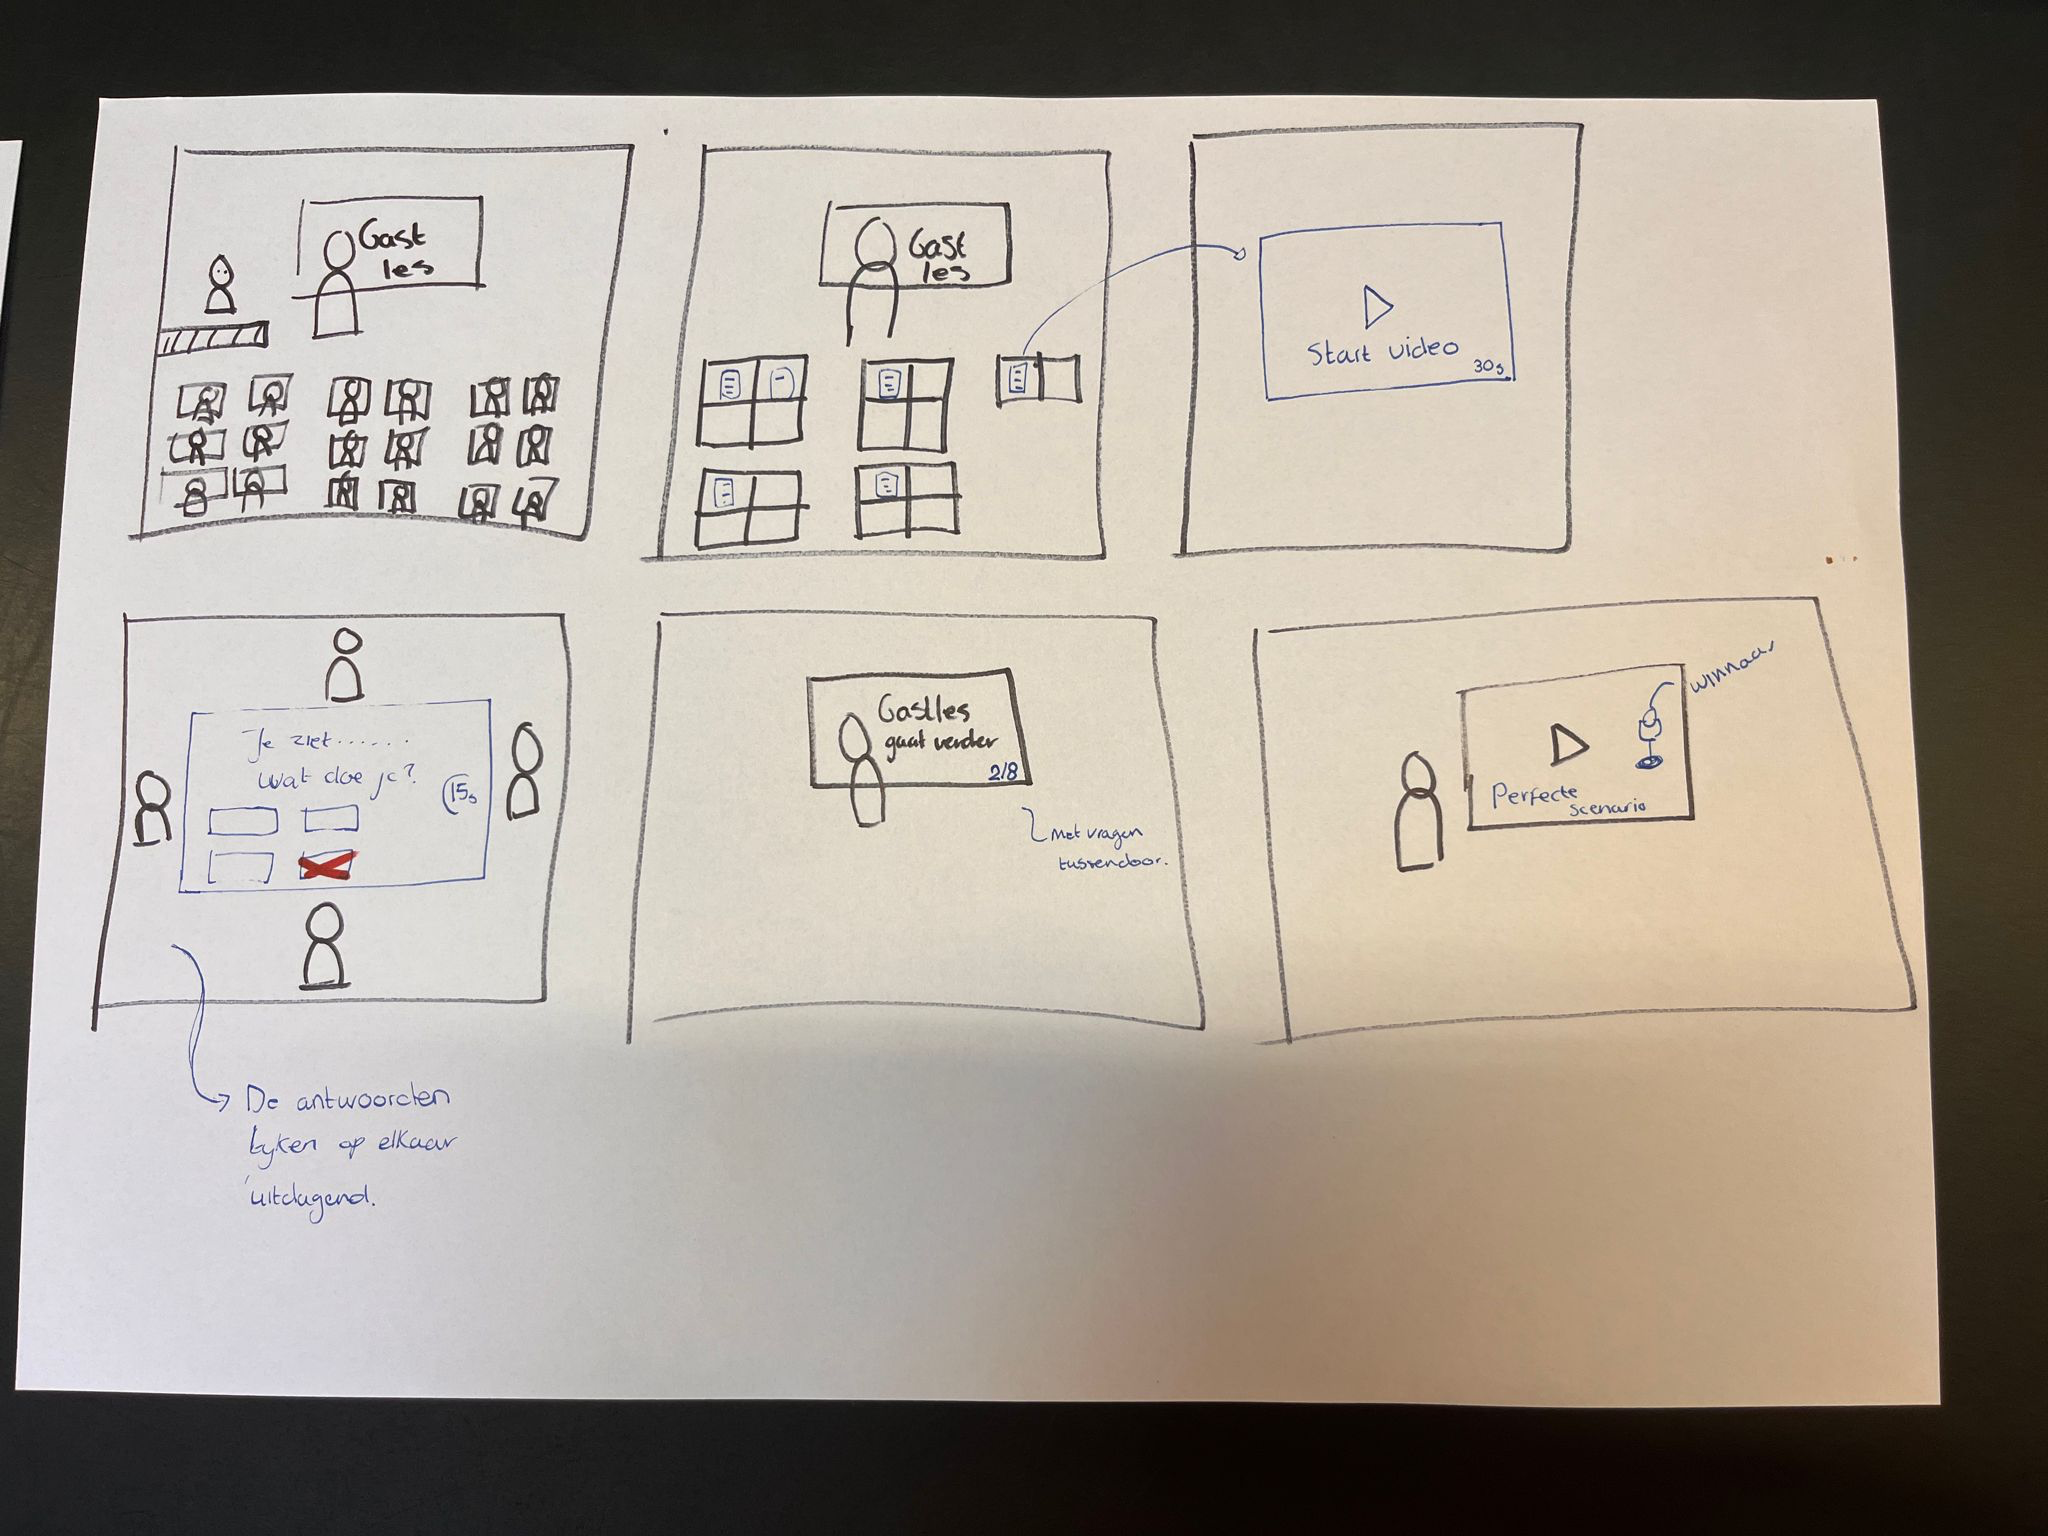 Gast
les
Gast
les
Start video
30s
Je ziet......
wat doe je?
15s
Gastles
gaat verder
2/8
Met vragen
tussendoor.
winnaar
Perfecte
scenario
De antwoorden
lijken op elkaar
uitdagend.